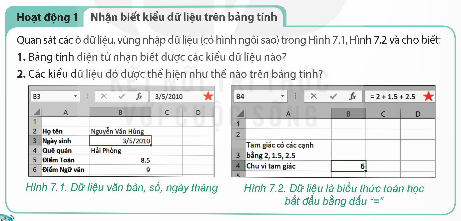 Hoạt động 1 Nhận biết kiểu dữ liệu trên bảng tính
Quan sát các ô dữ liệu, vùng nhập dữ liệu (có hình ngôi sao) trong Hình 7.1, Hình 7.2 và cho biết:
1. Bảng tính điện tử nhận biết được các kiểu dữ liệu nào?
2. Các kiểu dữ liệu đó được thể hiện như thế nào trên bảng tính?
B3 fx 3/5/2010
A B C
1
2 Họ tên Nguyễn Văn Hùng
3 Ngày sinh 3/5/2010
4 Quê quán Hải Phòng
5 Điểm Toán 8.5
6 Điểm Ngữ văn 9
Hình 7.1. Dữ liệu văn bản, số, ngày tháng
B4 fx = 2 + 1.5 + 2.5
A B C D
1
2
Tam giác có các cạnh
3 bằng 2, 1.5, 2.5
4 Chu vi tam giác 6
Hình 7.2. Dữ liệu là biểu thức toán học
bắt đầu bằng dấu "="